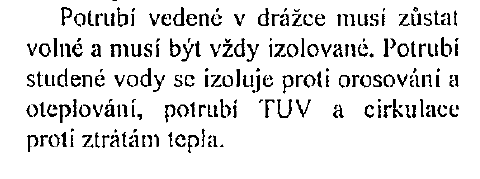 Potrubí vedené v drážce musí zůstat
volné a musí být vždy izolované. Potrubí
studené vody se izoluje proti orosování a
oteplování, potrubí TUV a cirkulace
proti ztrátám tepla.